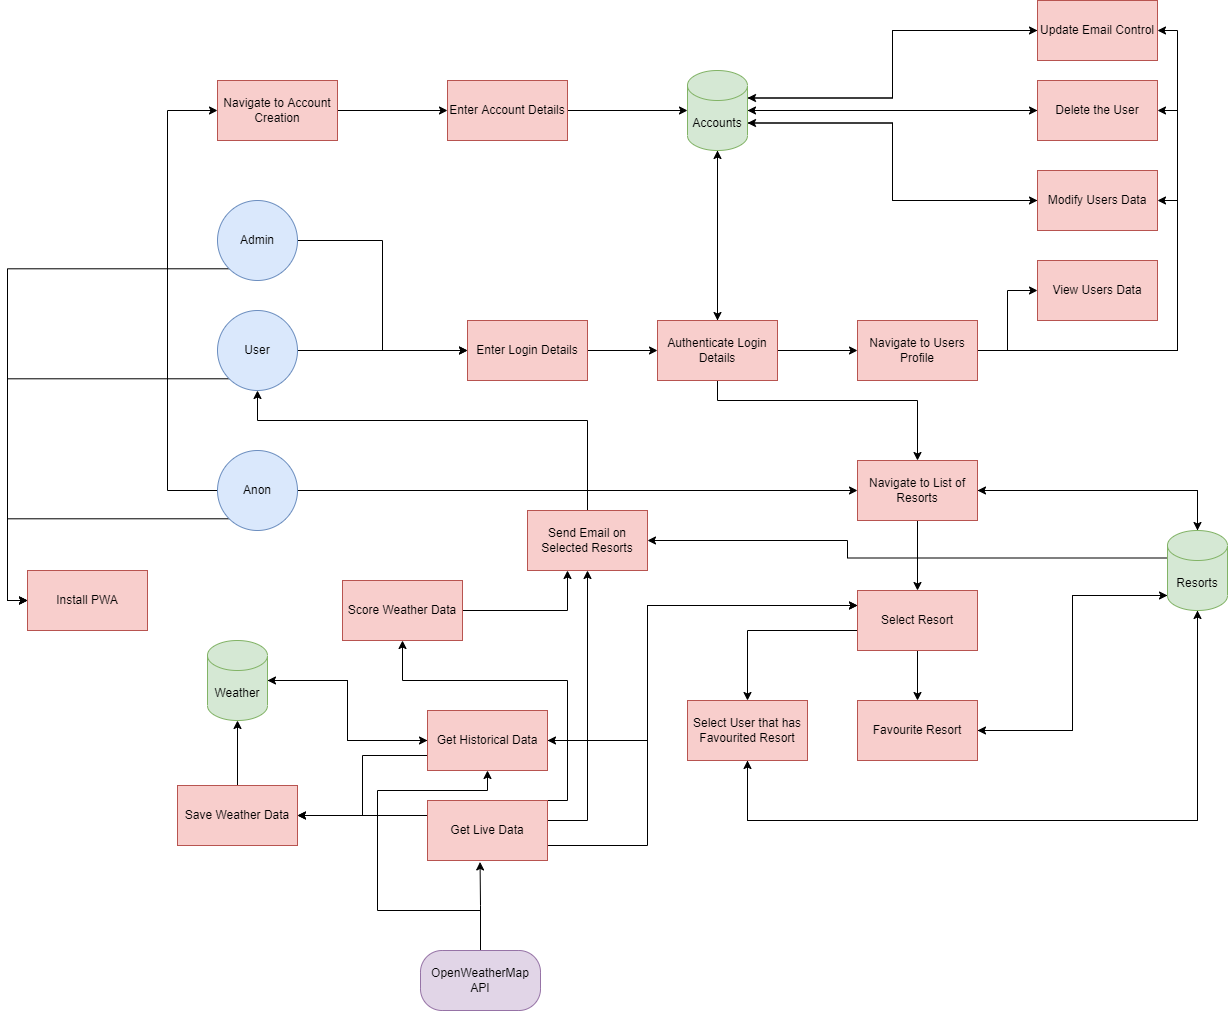 Update Email Control
Navigate to Account
Creation
Enter Account Details
Accounts
Delete the User
Modify Users Data
Admin
View Users Data
User
Enter Login Details
Authenticate Login
Details
Navigate to Users
Profile
Anon
Navigate to List of
Resorts
Send Email on
Selected Resorts
Resorts
Install PWA
Score Weather Data
Select Resort
Weather
Get Historical Data
Select User that has
Favourited Resort
Favourite Resort
Save Weather Data
Get Live Data
OpenWeatherMap
API